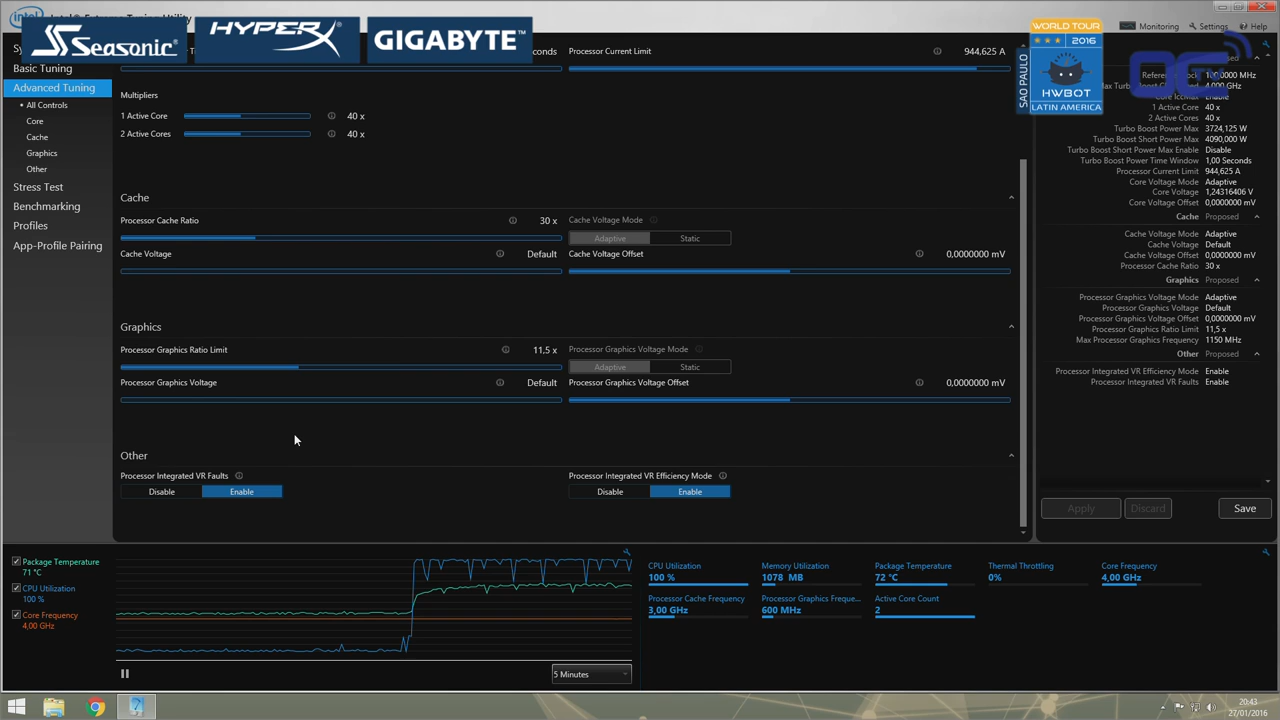 intel Intel® Extreme Tuning Utility
Seasonic®
HYPERX
GIGABYTE™
WORLD TOUR
2016
SAO PAULO
HWBOT
LATIN AMERICA
Monitoring
Settings
Help
Basic Tuning
Advanced Tuning
All Controls
Core
Cache
Graphics
Other
Stress Test
Benchmarking
Profiles
App-Profile Pairing
Processor Current Limit
944,625 A
Multipliers
1 Active Core 40 x
2 Active Cores 40 x
Cache
Processor Cache Ratio 30 x
Cache Voltage Mode
Adaptive Static
Cache Voltage Default
Cache Voltage Offset 0,0000000 mV
Graphics
Processor Graphics Ratio Limit 11,5 x
Processor Graphics Voltage Mode
Adaptive Static
Processor Graphics Voltage Default
Processor Graphics Voltage Offset 0,0000000 mV
Other
Processor Integrated VR Faults
Disable Enable
Processor Integrated VR Efficiency Mode
Disable Enable
1 Active Core 40 x
2 Active Cores 40 x
Turbo Boost Power Max 3724,125 W
Turbo Boost Short Power Max 4090,000 W
Turbo Boost Short Power Max Enable Disable
Turbo Boost Power Time Window 1,00 Seconds
Processor Current Limit 944,625 A
Core Voltage Mode Adaptive
Core Voltage 1,24316406 V
Core Voltage Offset 0,0000000 mV
Cache Proposed
Cache Voltage Mode Adaptive
Cache Voltage Default
Cache Voltage Offset 0,0000000 mV
Processor Cache Ratio 30 x
Graphics Proposed
Processor Graphics Voltage Mode Adaptive
Processor Graphics Voltage Default
Processor Graphics Voltage Offset 0,0000000 mV
Processor Graphics Ratio Limit 11,5 x
Max Processor Graphics Frequency 1150 MHz
Other Proposed
Processor Integrated VR Efficiency Mode Enable
Processor Integrated VR Faults Enable
Apply Discard Save
Package Temperature
71 °C
CPU Utilization
100 %
Core Frequency
4,00 GHz
5 Minutes
CPU Utilization
100 %
Memory Utilization
1078 MB
Package Temperature
72 °C
Thermal Throttling
0%
Core Frequency
4,00 GHz
Processor Cache Frequency
3,00 GHz
Processor Graphics Freque...
600 MHz
Active Core Count
2
20:43
27/01/2016